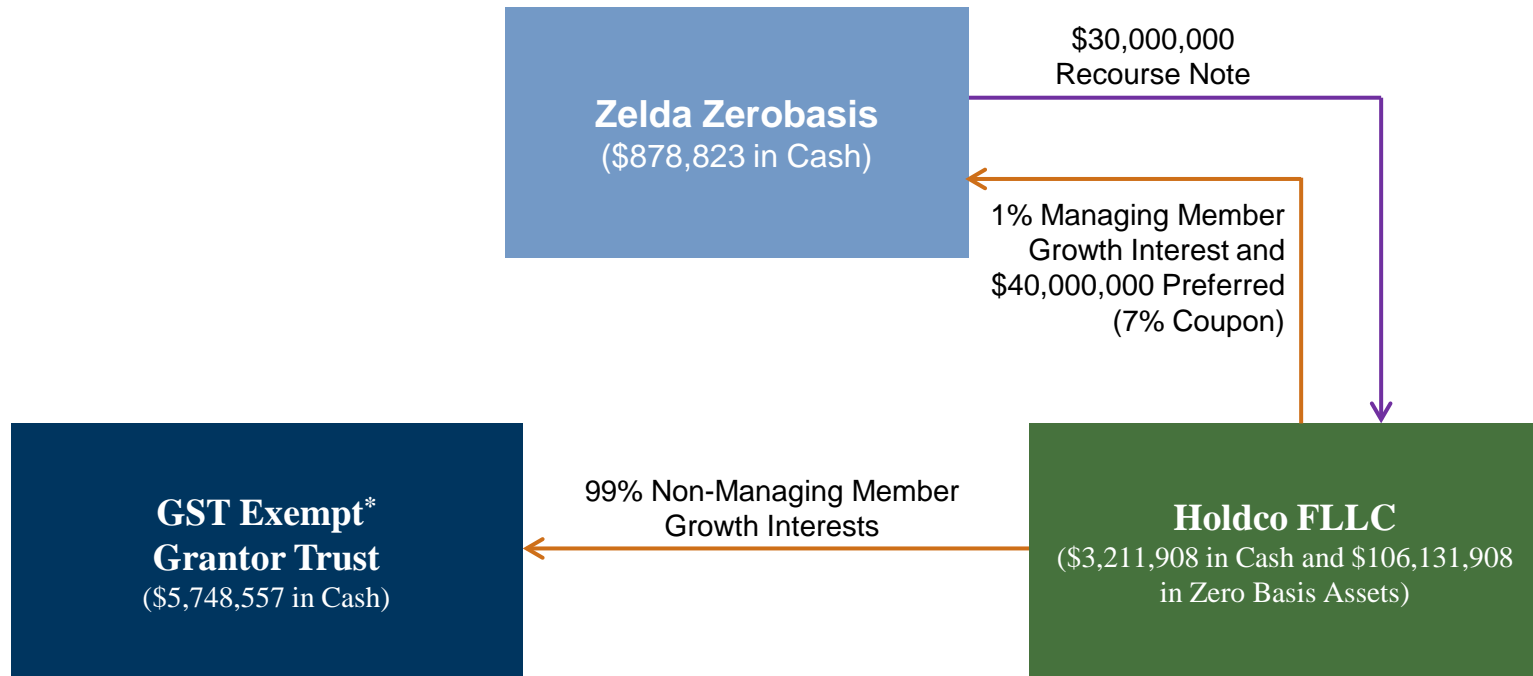 $30,000,000
Recourse Note
Zelda Zerobasis
($878,823 in Cash)
1% Managing Member
Growth Interest and
$40,000,000 Preferred
(7% Coupon)
99% Non-Managing Member
Growth Interests
GST Exempt*
Grantor Trust
($5,748,557 in Cash)
Holdco FLLC
($3,211,908 in Cash and $106,131,908
in Zero Basis Assets)